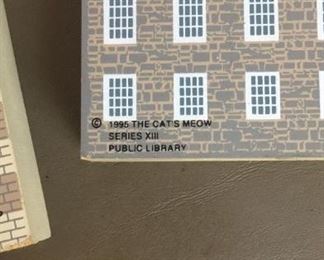 © 1995 THE CAT'S MEOW
SERIES XIII
PUBLIC LIBRARY